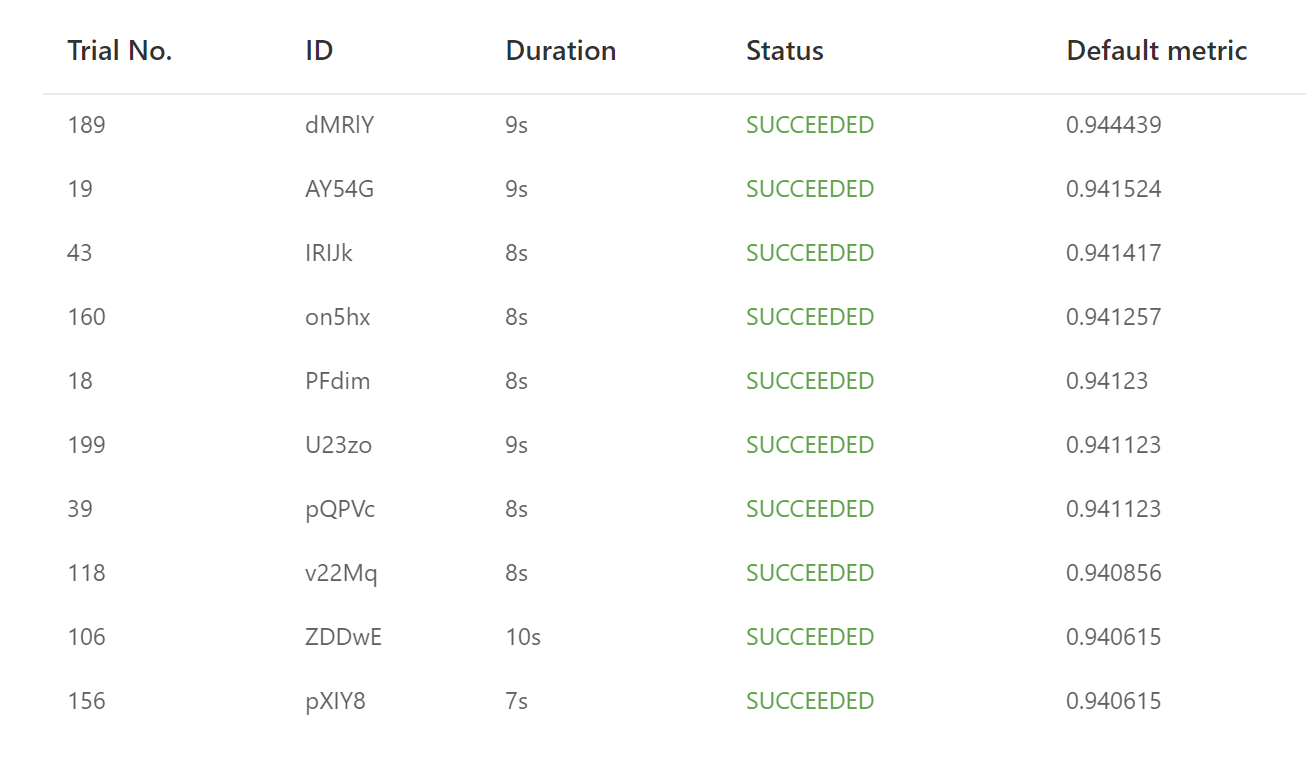 Trial No. ID Duration Status Default metric
189 dMRlY 9s SUCCEEDED 0.944439
19 AY54G 9s SUCCEEDED 0.941524
43 IRIJk 8s SUCCEEDED 0.941417
160 on5hx 8s SUCCEEDED 0.941257
18 PFdim 8s SUCCEEDED 0.94123
199 U23zo 9s SUCCEEDED 0.941123
39 pQPVc 8s SUCCEEDED 0.941123
118 v22Mq 8s SUCCEEDED 0.940856
106 ZDDwE 10s SUCCEEDED 0.940615
156 pXIY8 7s SUCCEEDED 0.940615